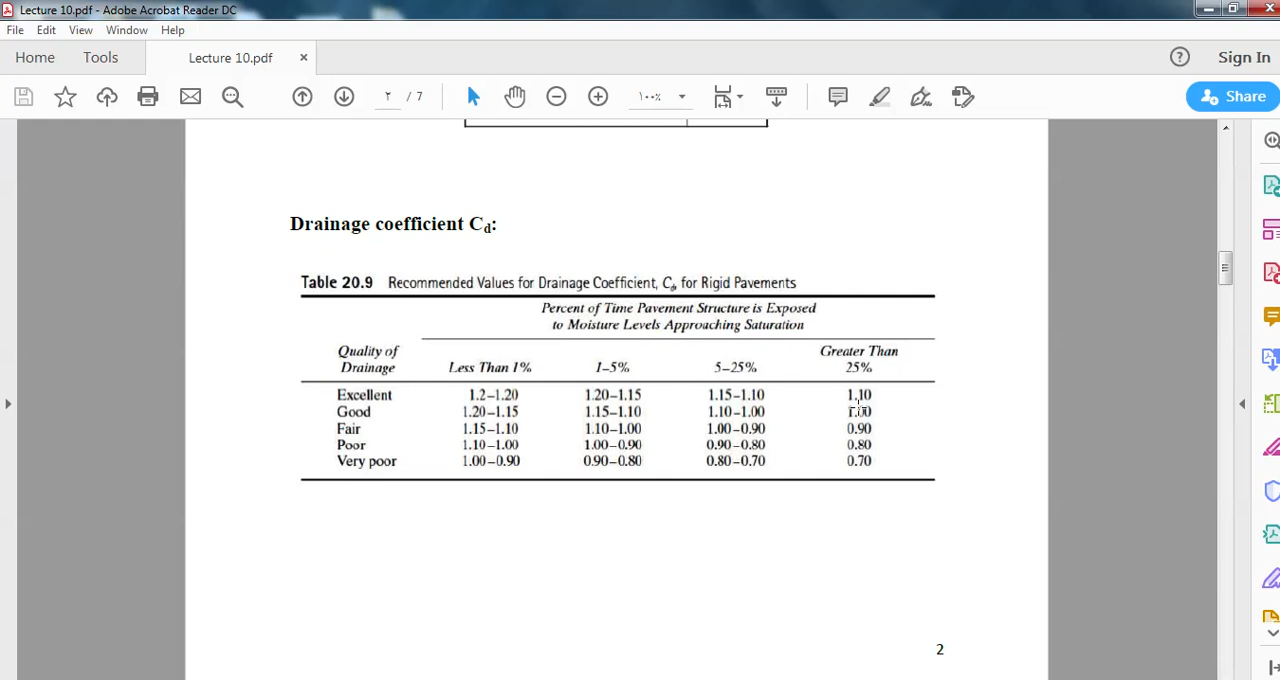 Lecture 10.pdf - Adobe Acrobat Reader DC
File Edit View Window Help
Home Tools Lecture 10.pdf × ? Sign In
٢ / 7 ١٠٠% Share
Drainage coefficient Cd:
Table 20.9 Recommended Values for Drainage Coefficient, Cd, for Rigid Pavements
Percent of Time Pavement Structure is Exposed
to Moisture Levels Approaching Saturation
Quality of Drainage Less Than 1% 1–5% 5–25% Greater Than 25%
Excellent 1.2–1.20 1.20–1.15 1.15–1.10 1.10
Good 1.20–1.15 1.15–1.10 1.10–1.00 1.00
Fair 1.15–1.10 1.10–1.00 1.00–0.90 0.90
Poor 1.10–1.00 1.00–0.90 0.90–0.80 0.80
Very poor 1.00–0.90 0.90–0.80 0.80–0.70 0.70
2